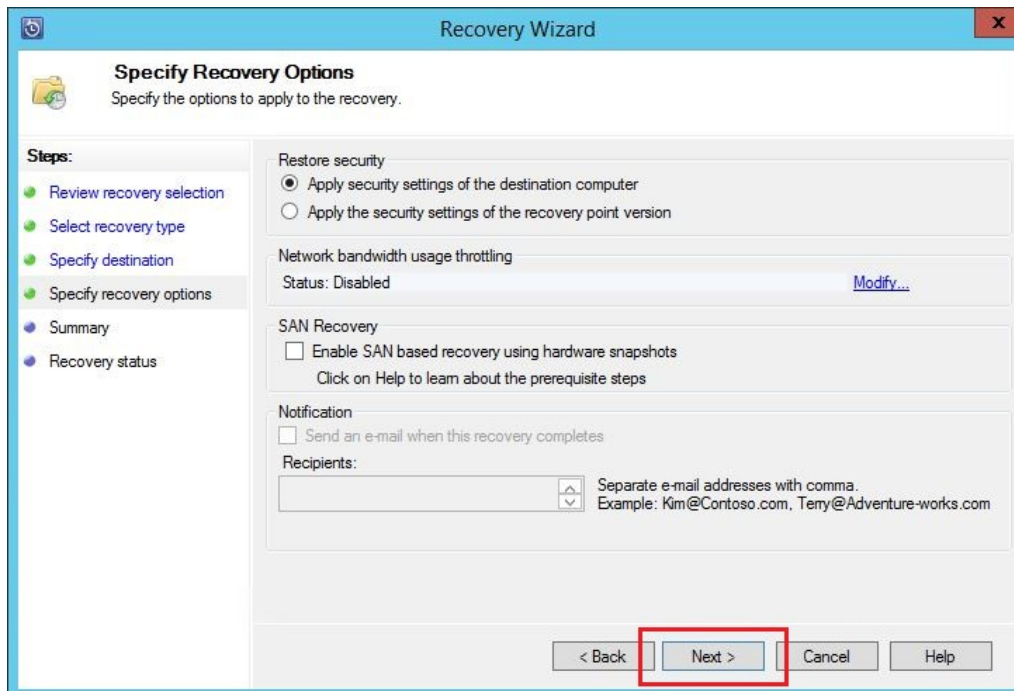 Recovery Wizard
x
Specify Recovery Options
Specify the options to apply to the recovery.
Steps:
Review recovery selection
Select recovery type
Specify destination
Specify recovery options
Summary
Recovery status
Restore security
Apply security settings of the destination computer
Apply the security settings of the recovery point version
Network bandwidth usage throttling
Status: Disabled Modify...
SAN Recovery
Enable SAN based recovery using hardware snapshots
Click on Help to learn about the prerequisite steps
Notification
Send an e-mail when this recovery completes
Recipients:
Separate e-mail addresses with comma.
Example: Kim@Contoso.com, Terry@Adventure-works.com
< Back Next > Cancel Help